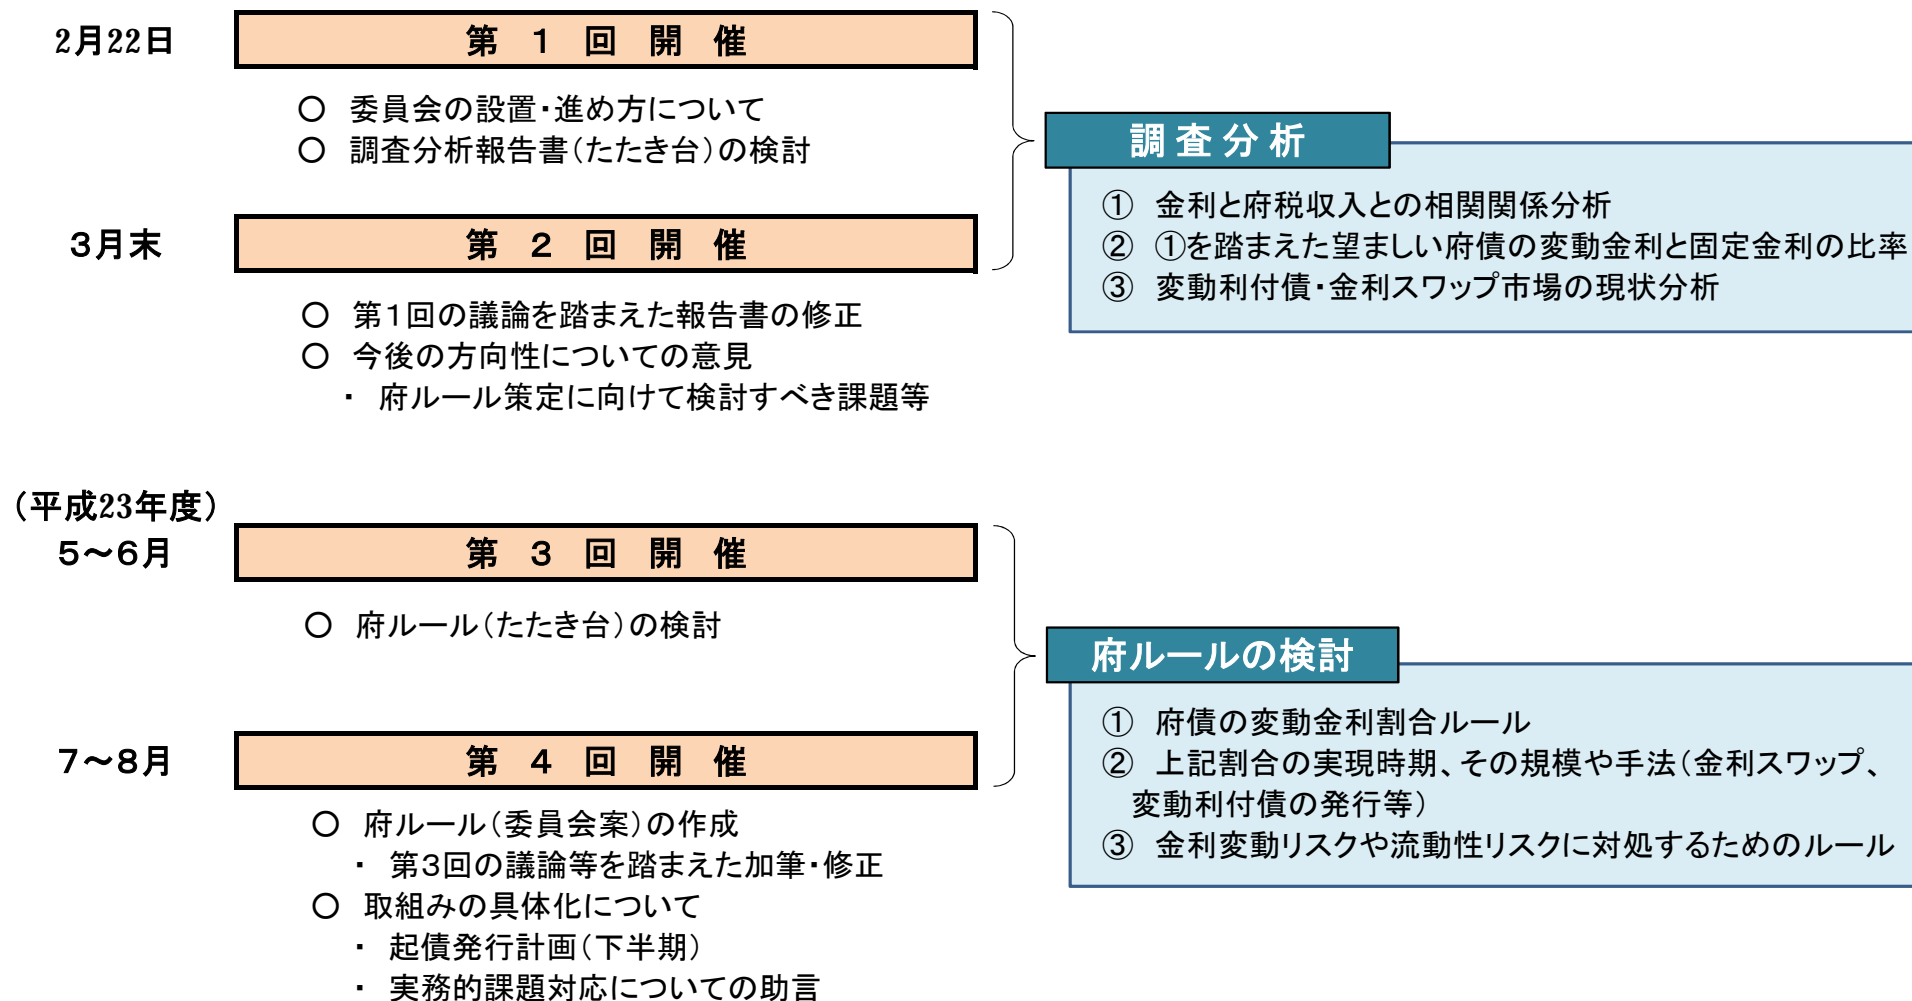 2月22日
第 1 回 開 催
○ 委員会の設置・進め方について
○ 調査分析報告書（たたき台）の検討
3月末
第 2 回 開 催
○ 第1回の議論を踏まえた報告書の修正
○ 今後の方向性についての意見
・ 府ルール策定に向けて検討すべき課題等
調 査 分 析
① 金利と府税収入との相関関係分析
② ①を踏まえた望ましい府債の変動金利と固定金利の比率
③ 変動利付債・金利スワップ市場の現状分析
（平成23年度）
5～6月
第 3 回 開 催
○ 府ルール（たたき台）の検討
7～8月
第 4 回 開 催
○ 府ルール（委員会案）の作成
・ 第3回の議論等を踏まえた加筆・修正
○ 取組みの具体化について
・ 起債発行計画（下半期）
・ 実務的課題対応についての助言
府ルールの検討
① 府債の変動金利割合ルール
② 上記割合の実現時期、その規模や手法（金利スワップ、
変動利付債の発行等）
③ 金利変動リスクや流動性リスクに対処するためのルール